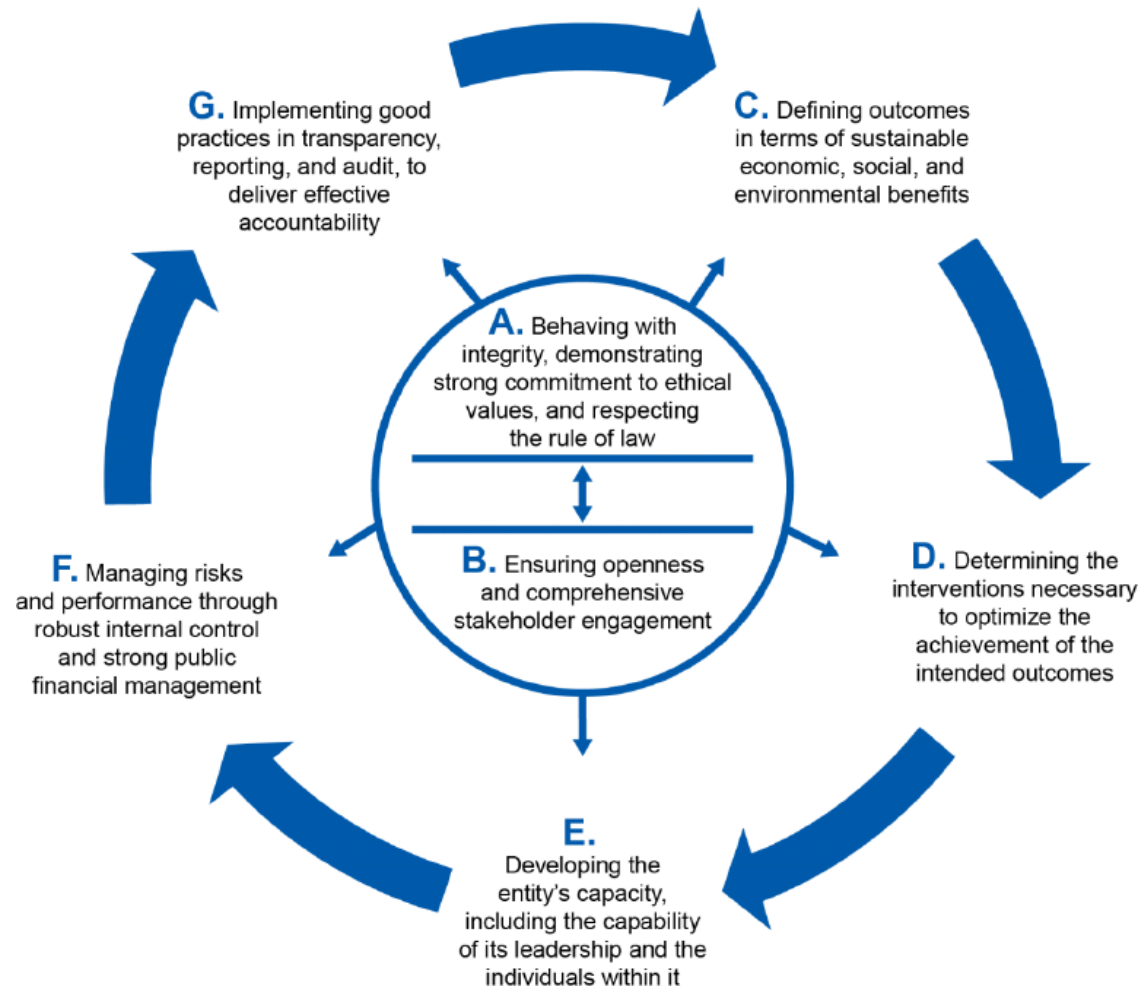 G. Implementing good
practices in transparency,
reporting, and audit, to
deliver effective
accountability
C. Defining outcomes
in terms of sustainable
economic, social, and
environmental benefits
A. Behaving with
integrity, demonstrating
strong commitment to ethical
values, and respecting
the rule of law
B. Ensuring openness
and comprehensive
stakeholder engagement
F. Managing risks
and performance through
robust internal control
and strong public
financial management
D. Determining the
interventions necessary
to optimize the
achievement of the
intended outcomes
E.
Developing the
entity's capacity,
including the capability
of its leadership and the
individuals within it